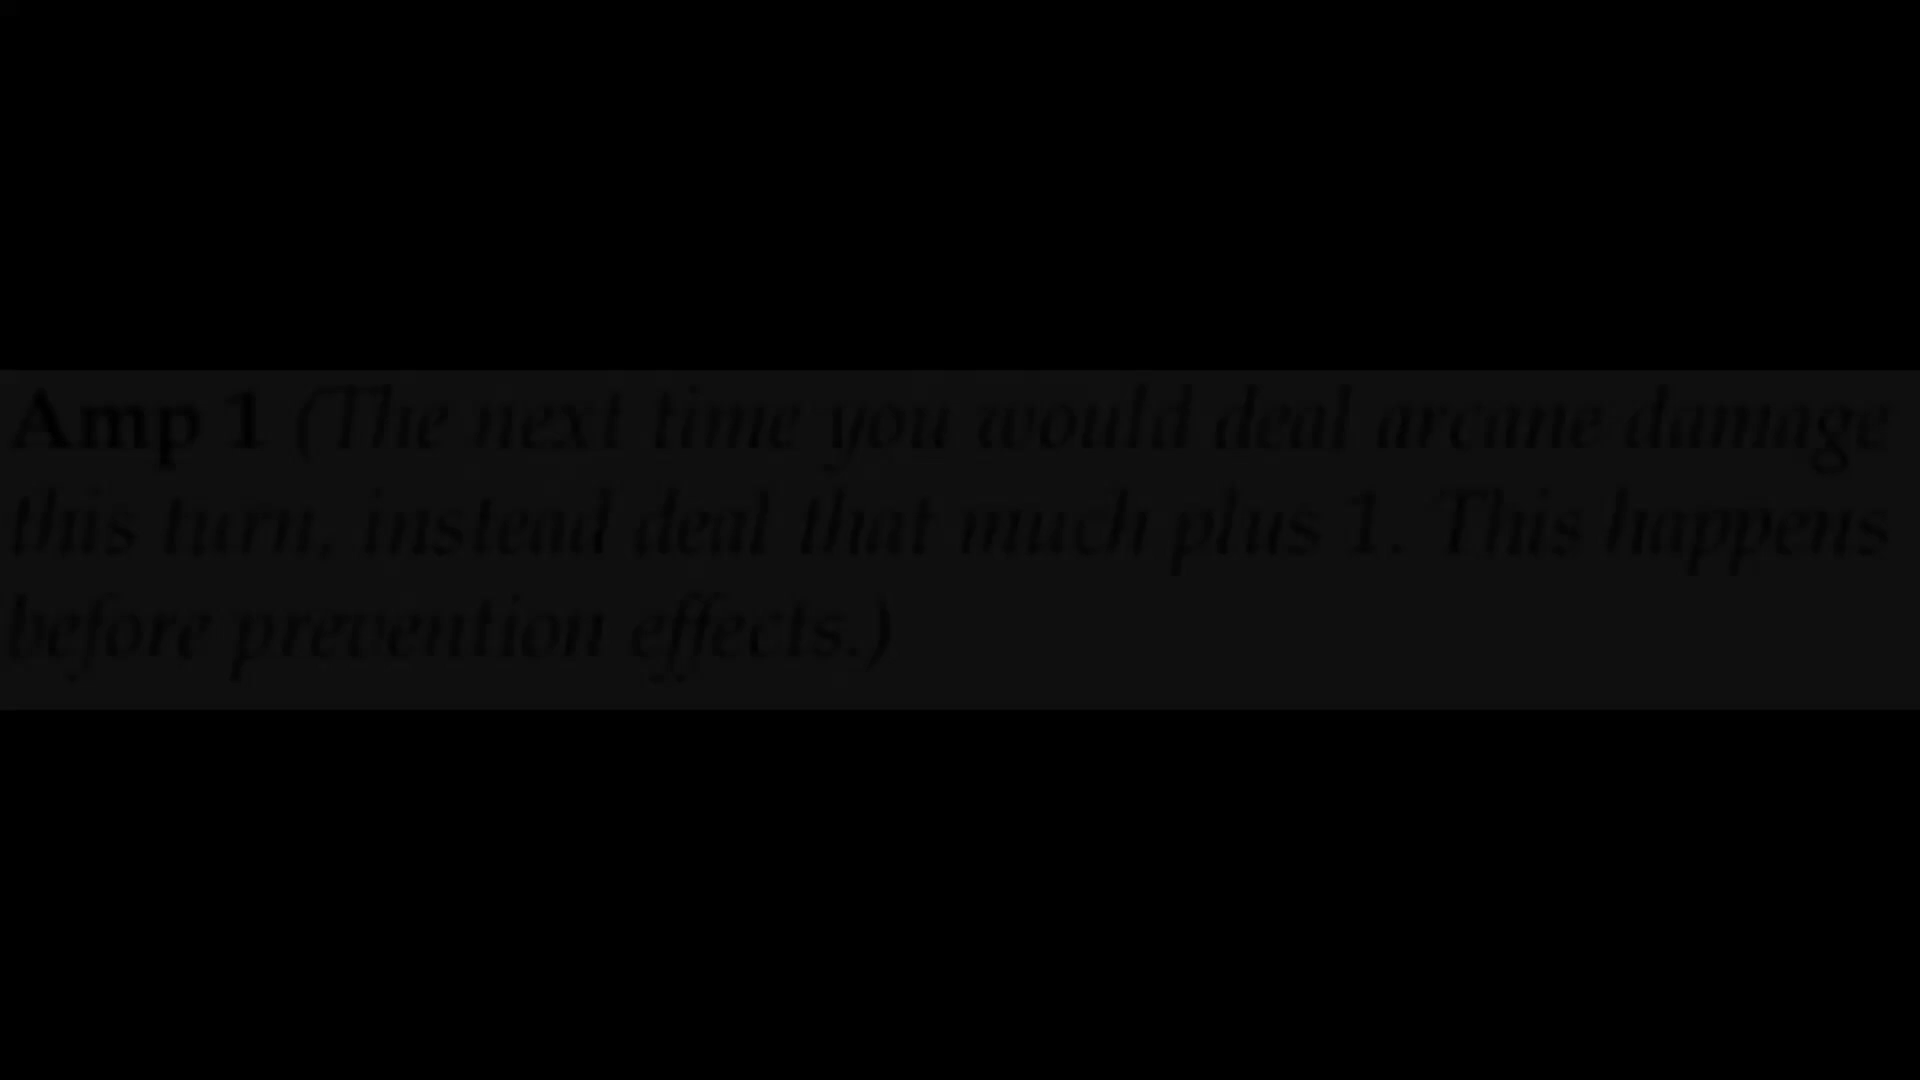 Amp 1 (The next time you would deal arcane damage
this turn, instead deal that much plus 1. This happens
before prevention effects.)